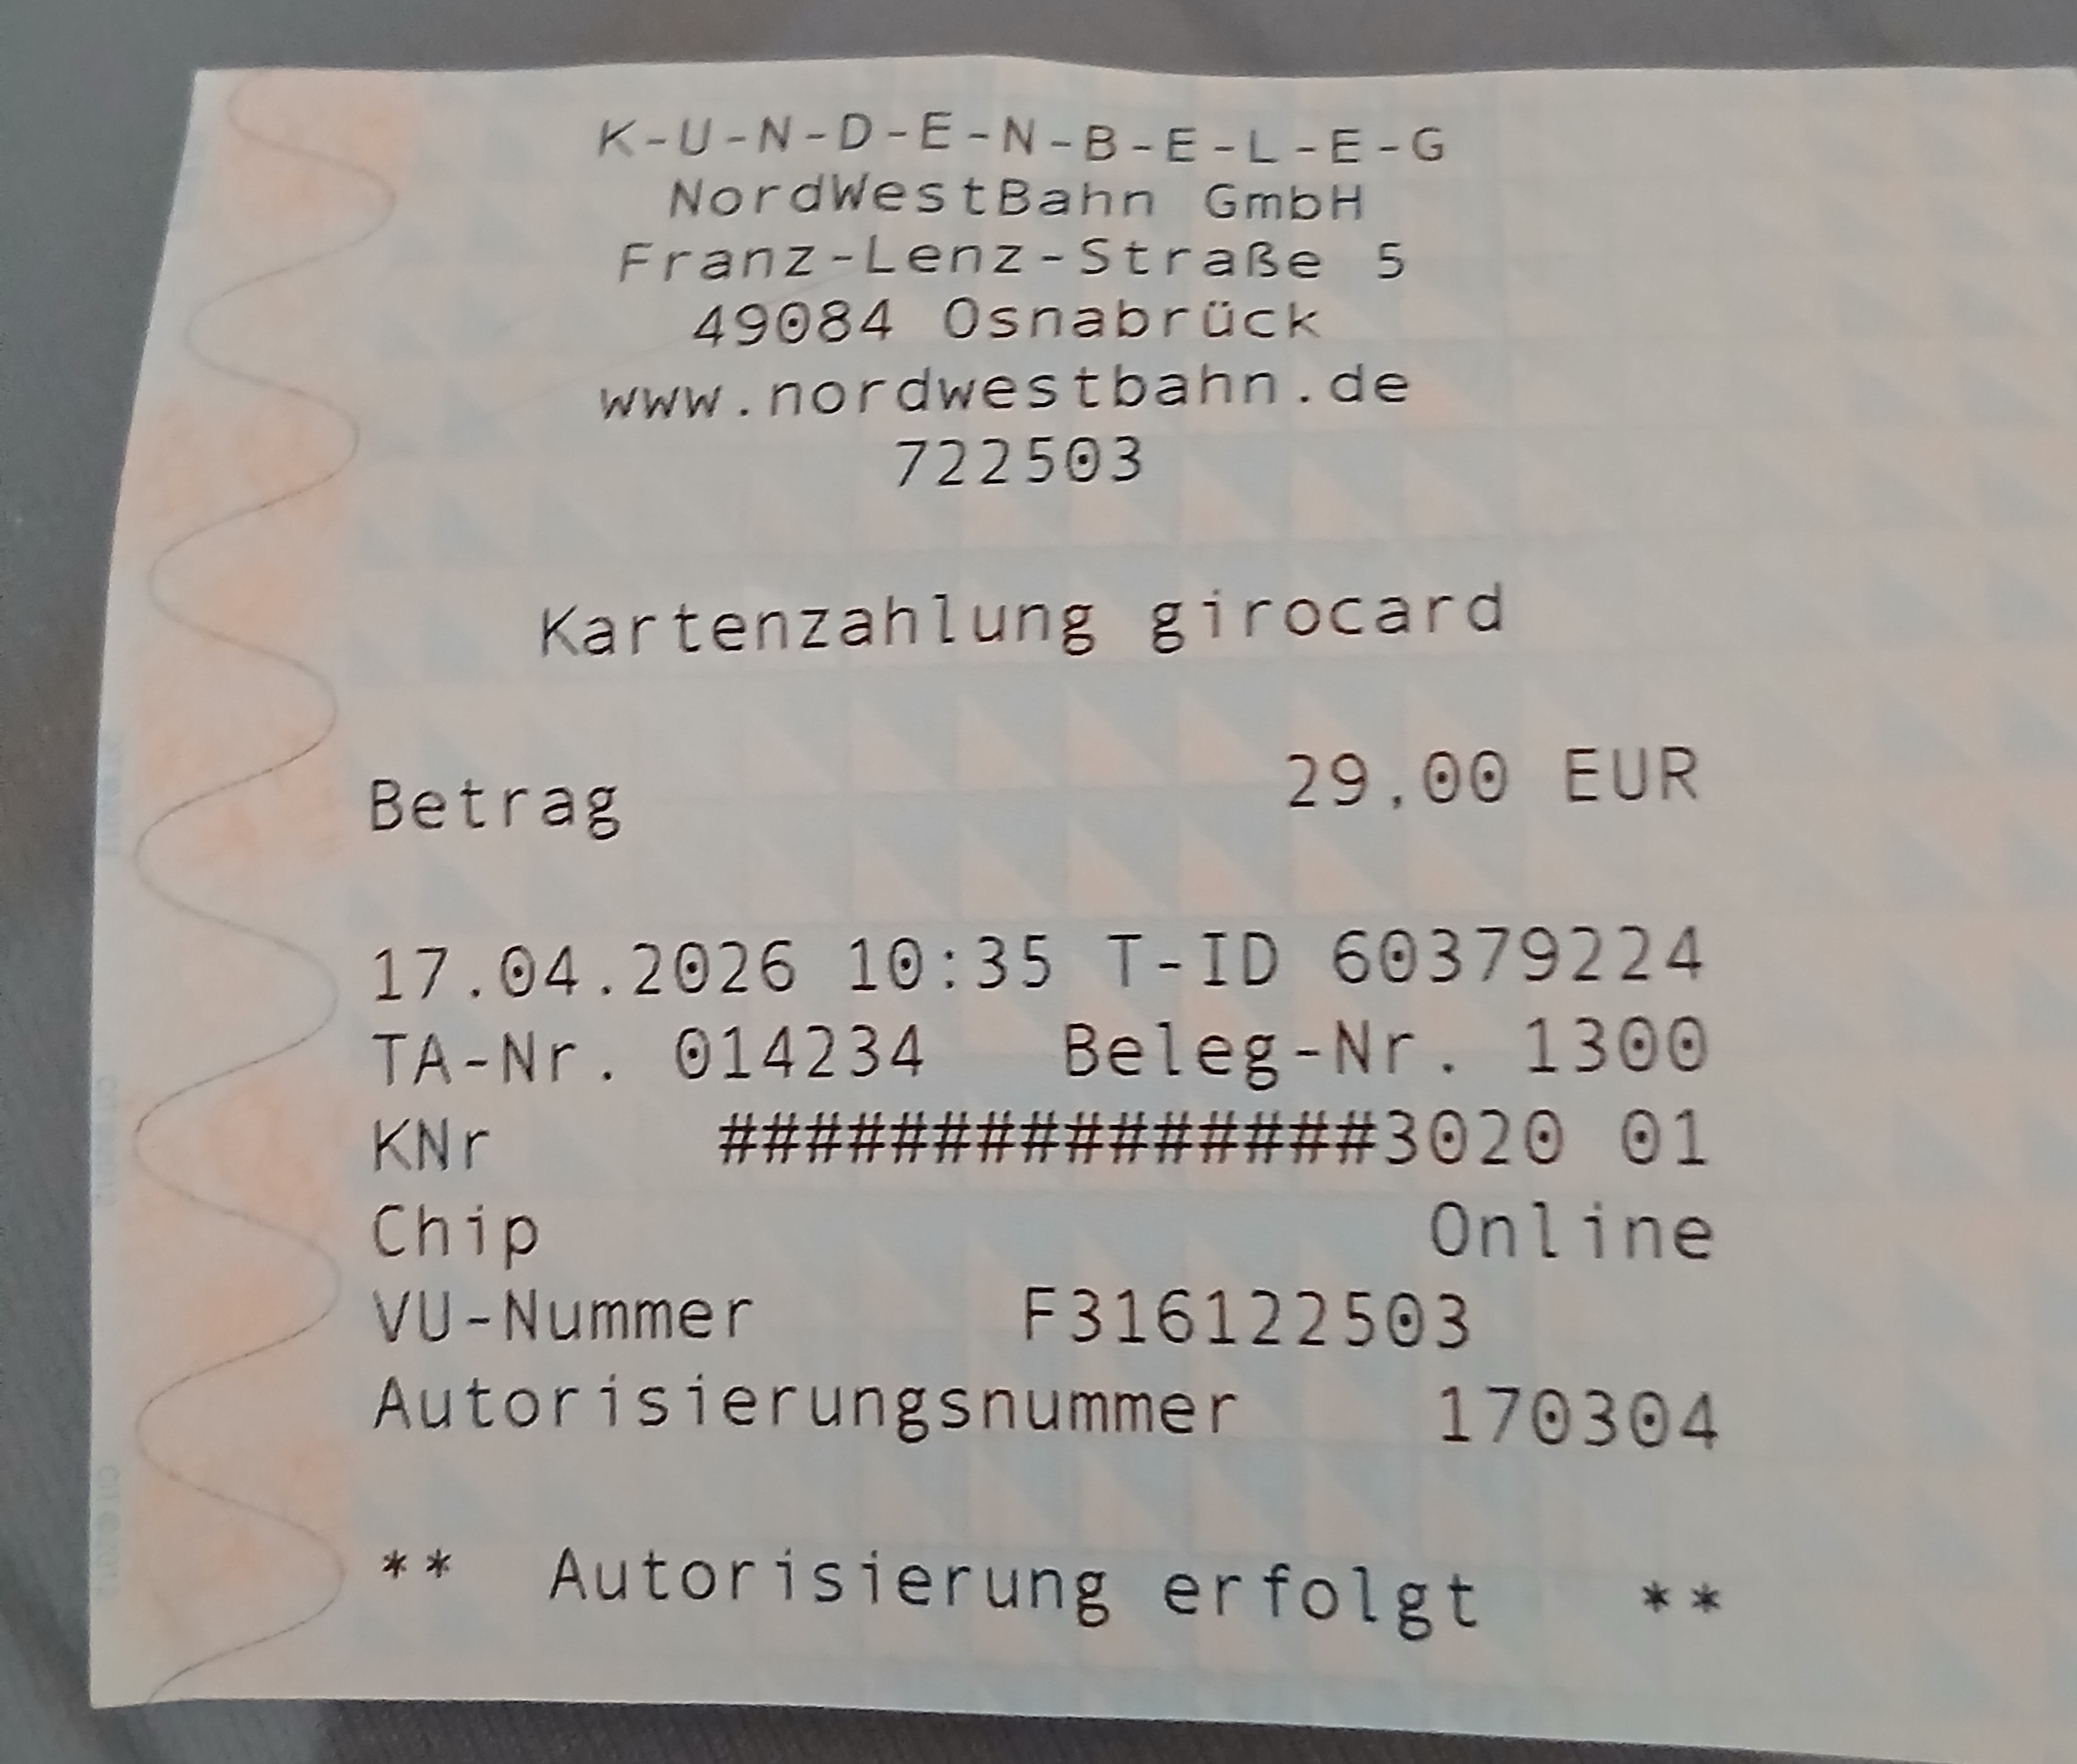 K-U-N-D-E-N-B-E-L-E-G
NordWestBahn GmbH
Franz-Lenz-Straße 5
49084 Osnabrück
www.nordwestbahn.de
722503
Kartenzahlung girocard
Betrag 29,00 EUR
17.04.2026 10:35 T-ID 60379224
TA-Nr. 014234 Beleg-Nr. 1300
KNr ###############3020 01
Chip Online
VU-Nummer F316122503
Autorisierungsnummer 170304
** Autorisierung erfolgt **